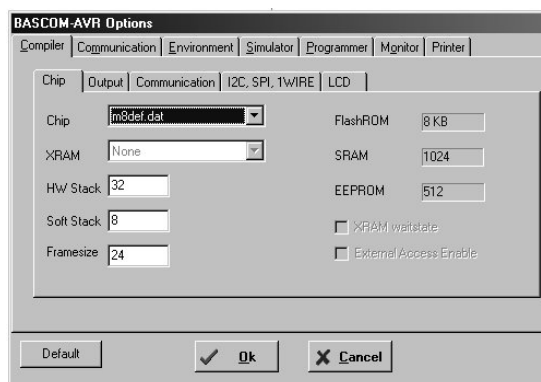 BASCOM-AVR Options
Compiler Communication Environment Simulator Programmer Monitor Printer
Chip Output Communication I2C, SPI, 1WIRE LCD
Chip m8def.dat FlashROM 8 KB
XRAM None SRAM 1024
HW Stack 32 EEPROM 512
Soft Stack 8 XRAM waitstate
Framesize 24 External Access Enable
Default Ok Cancel